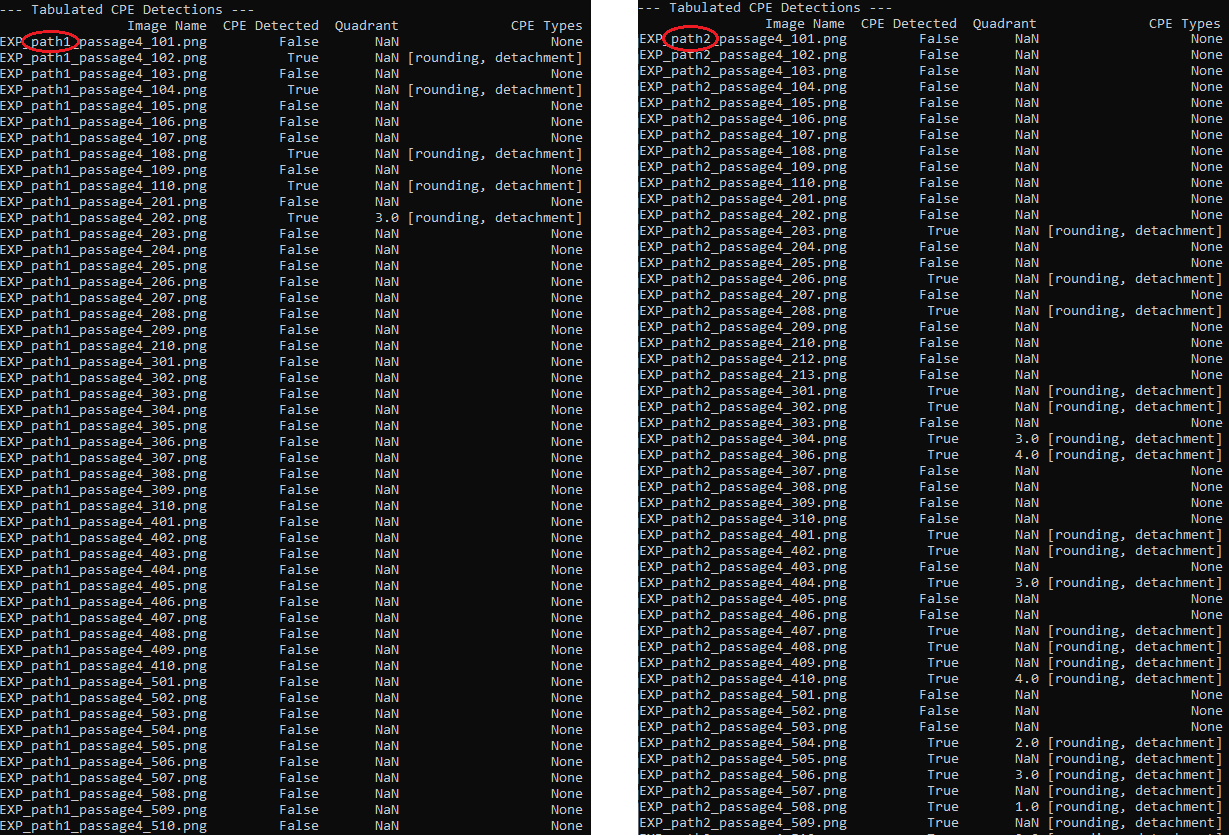 --- Tabulated CPE Detections ---
Image Name CPE Detected Quadrant CPE Types
EXP_path1_passage4_101.png False NaN None
EXP_path1_passage4_102.png True NaN [rounding, detachment]
EXP_path1_passage4_103.png False NaN None
EXP_path1_passage4_104.png True NaN [rounding, detachment]
EXP_path1_passage4_105.png False NaN None
EXP_path1_passage4_106.png False NaN None
EXP_path1_passage4_107.png False NaN None
EXP_path1_passage4_108.png True NaN [rounding, detachment]
EXP_path1_passage4_109.png False NaN None
EXP_path1_passage4_110.png True NaN [rounding, detachment]
EXP_path1_passage4_201.png False NaN None
EXP_path1_passage4_202.png True 3.0 [rounding, detachment]
EXP_path1_passage4_203.png False NaN None
EXP_path1_passage4_204.png False NaN None
EXP_path1_passage4_205.png False NaN None
EXP_path1_passage4_206.png False NaN None
EXP_path1_passage4_207.png False NaN None
EXP_path1_passage4_208.png False NaN None
EXP_path1_passage4_209.png False NaN None
EXP_path1_passage4_210.png False NaN None
EXP_path1_passage4_301.png False NaN None
EXP_path1_passage4_302.png False NaN None
EXP_path1_passage4_303.png False NaN None
EXP_path1_passage4_304.png False NaN None
EXP_path1_passage4_305.png False NaN None
EXP_path1_passage4_306.png False NaN None
EXP_path1_passage4_307.png False NaN None
EXP_path1_passage4_308.png False NaN None
EXP_path1_passage4_309.png False NaN None
EXP_path1_passage4_310.png False NaN None
EXP_path1_passage4_401.png False NaN None
EXP_path1_passage4_402.png False NaN None
EXP_path1_passage4_403.png False NaN None
EXP_path1_passage4_404.png False NaN None
EXP_path1_passage4_405.png False NaN None
EXP_path1_passage4_406.png False NaN None
EXP_path1_passage4_407.png False NaN None
EXP_path1_passage4_408.png False NaN None
EXP_path1_passage4_409.png False NaN None
EXP_path1_passage4_410.png False NaN None
EXP_path1_passage4_501.png False NaN None
EXP_path1_passage4_502.png False NaN None
EXP_path1_passage4_503.png False NaN None
EXP_path1_passage4_504.png False NaN None
EXP_path1_passage4_505.png False NaN None
EXP_path1_passage4_506.png False NaN None
EXP_path1_passage4_507.png False NaN None
EXP_path1_passage4_508.png False NaN None
EXP_path1_passage4_509.png False NaN None
EXP_path1_passage4_510.png False NaN None
--- Tabulated CPE Detections ---
Image Name CPE Detected Quadrant CPE Types
EXP_path2_passage4_101.png False NaN None
EXP_path2_passage4_102.png False NaN None
EXP_path2_passage4_103.png False NaN None
EXP_path2_passage4_104.png False NaN None
EXP_path2_passage4_105.png False NaN None
EXP_path2_passage4_106.png False NaN None
EXP_path2_passage4_107.png False NaN None
EXP_path2_passage4_108.png False NaN None
EXP_path2_passage4_109.png False NaN None
EXP_path2_passage4_110.png False NaN None
EXP_path2_passage4_201.png False NaN None
EXP_path2_passage4_202.png False NaN None
EXP_path2_passage4_203.png True NaN [rounding, detachment]
EXP_path2_passage4_204.png False NaN None
EXP_path2_passage4_205.png False NaN None
EXP_path2_passage4_206.png True NaN [rounding, detachment]
EXP_path2_passage4_207.png False NaN None
EXP_path2_passage4_208.png True NaN [rounding, detachment]
EXP_path2_passage4_209.png False NaN None
EXP_path2_passage4_210.png False NaN None
EXP_path2_passage4_212.png False NaN None
EXP_path2_passage4_213.png False NaN None
EXP_path2_passage4_301.png True NaN [rounding, detachment]
EXP_path2_passage4_302.png True NaN [rounding, detachment]
EXP_path2_passage4_303.png False NaN None
EXP_path2_passage4_304.png True 3.0 [rounding, detachment]
EXP_path2_passage4_306.png True 4.0 [rounding, detachment]
EXP_path2_passage4_307.png False NaN None
EXP_path2_passage4_308.png False NaN None
EXP_path2_passage4_309.png False NaN None
EXP_path2_passage4_310.png False NaN None
EXP_path2_passage4_401.png True NaN [rounding, detachment]
EXP_path2_passage4_402.png True NaN [rounding, detachment]
EXP_path2_passage4_403.png False NaN None
EXP_path2_passage4_404.png True 3.0 [rounding, detachment]
EXP_path2_passage4_405.png False NaN None
EXP_path2_passage4_406.png False NaN None
EXP_path2_passage4_407.png True NaN [rounding, detachment]
EXP_path2_passage4_408.png True NaN [rounding, detachment]
EXP_path2_passage4_409.png True NaN [rounding, detachment]
EXP_path2_passage4_410.png True 4.0 [rounding, detachment]
EXP_path2_passage4_501.png False NaN None
EXP_path2_passage4_502.png False NaN None
EXP_path2_passage4_503.png False NaN None
EXP_path2_passage4_504.png True 2.0 [rounding, detachment]
EXP_path2_passage4_505.png True NaN [rounding, detachment]
EXP_path2_passage4_506.png True 3.0 [rounding, detachment]
EXP_path2_passage4_507.png False NaN None
EXP_path2_passage4_508.png True 1.0 [rounding, detachment]
EXP_path2_passage4_509.png True NaN [rounding, detachment]